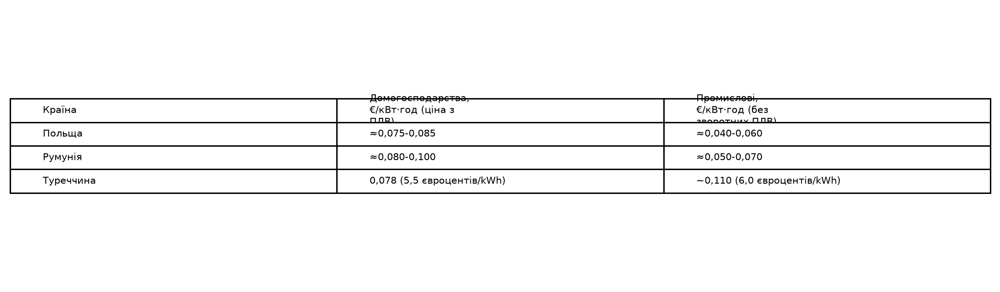 Країна
Домогосподарства,
€/кВт·год (ціна з
ПДВ)
Промислові,
€/кВт·год (без
зворотних ПДВ)
Польща
≈0,075-0,085
≈0,040-0,060
Румунія
≈0,080-0,100
≈0,050-0,070
Туреччина
0,078 (5,5 євроцентів/kWh)
~0,110 (6,0 євроцентів/kWh)